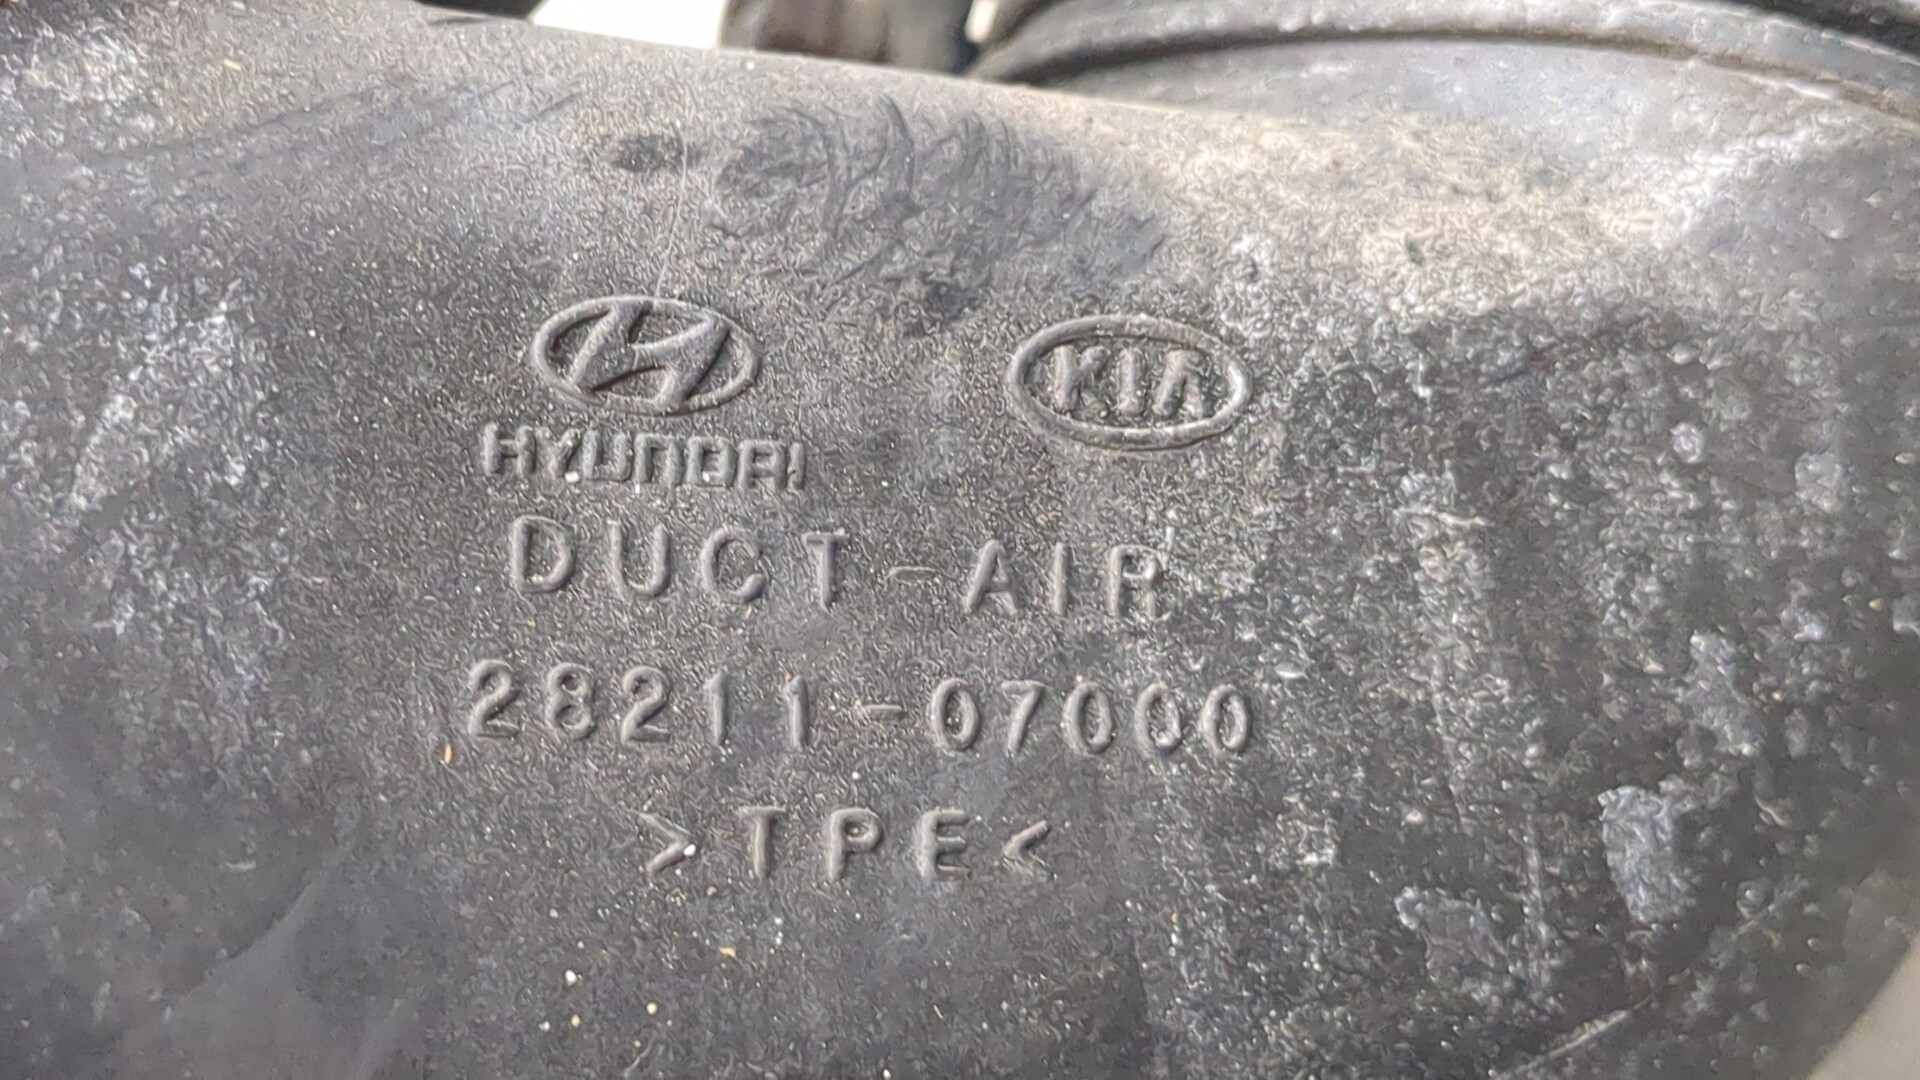 HYUNDAI
KIA
DUCT-AIR
28211-07000
>TPE<